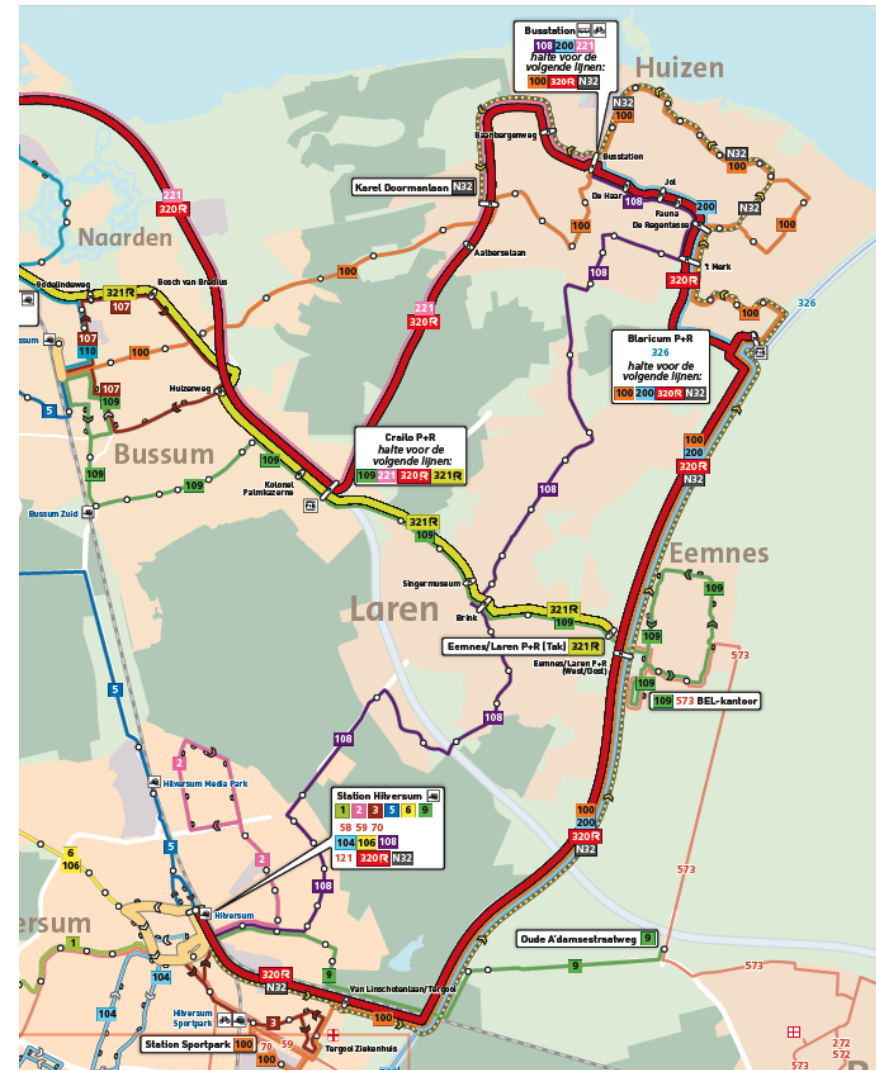 Busstation
108 200 221
halte voor de
volgende lijnen:
100 320R N32
Huizen
N32
100
Baanbergenweg
Busstation
N32
100
Karel Doormanlaan N32
De Haar
Jol
108
Fauna
200
De Regentesse
N32
100
221
320R
Naarden
100
Aalberselaan
108
't Merk
320R
Godelindeweg
321R
107
Bosch van Bredius
100
326
100
221
320R
Blaricum P+R
326
halte voor de
volgende lijnen:
100 200 320R N32
107
110
100
ssum
5
107
109
Huizerweg
Bussum
109
109
109
Crailo P+R
halte voor de
volgende lijnen:
109 221 320R 321R
Kolonel
Palmkazerne
100
200
320R
N32
108
Bussum Zuid
321R
109
Eemnes
Singermuseum
Laren
Brink
321R
109
109
109
Eemnes/Laren P+R (Tak) 321R
Eemnes/Laren P+R
(West/Oost)
573
109
109 573 BEL-kantoor
5
108
108
2
Hilversum Media Park
Station Hilversum
1 2 3 5 6 9
58 59 70
104 106 108
121 320R N32
100
200
320R
N32
5
6
106
2
108
573
Hilversum
ersum
1
Oude A'damsestraatweg 9
9
573
573
104
320R
N32
9
Van Linschotenlaan/Tergooi
104
Hilversum
Sportpark
3
100
Station Sportpark 100
70
59
100
Tergooi Ziekenhuis
272
572
573